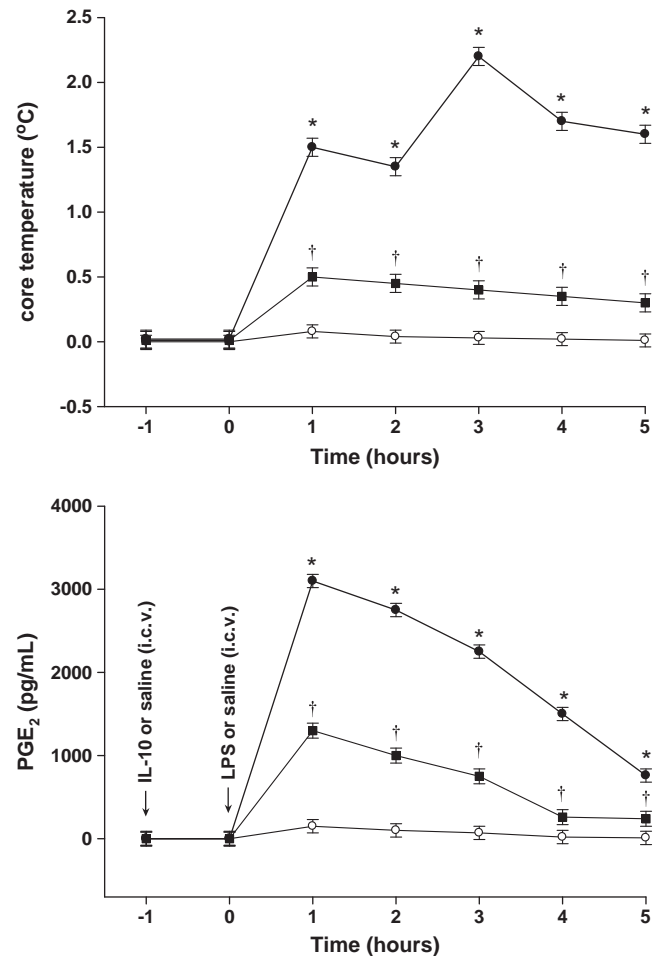 2.5
2.0
1.5
1.0
0.5
0.0
-0.5
core temperature (°C)
* * * * *
† † † † †
-1 0 1 2 3 4 5
Time (hours)
4000
3000
2000
1000
0
PGE₂ (pg/mL)
IL-10 or saline (i.c.v.)
LPS or saline (i.c.v.)
* * * * *
† † † † †
-1 0 1 2 3 4 5
Time (hours)